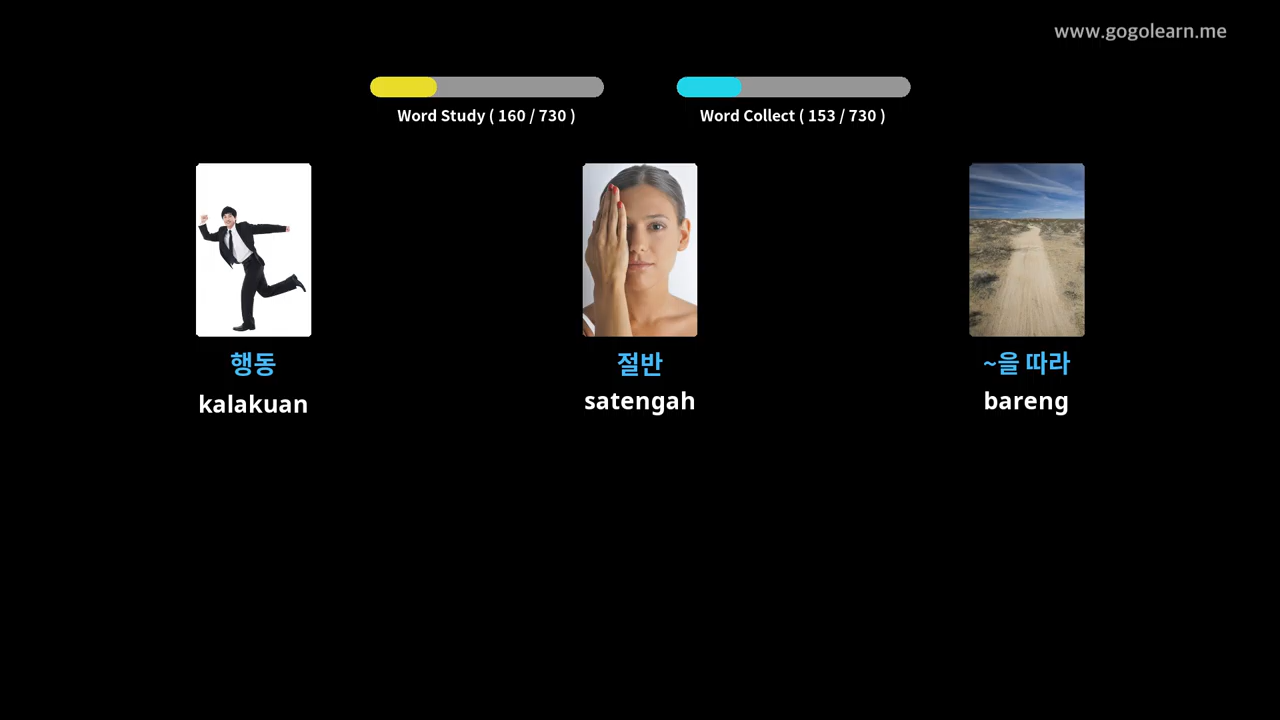 www.gogolearn.me
Word Study ( 160 / 730 )
Word Collect ( 153 / 730 )
행동
kalakuan
절반
satengah
~을 따라
bareng